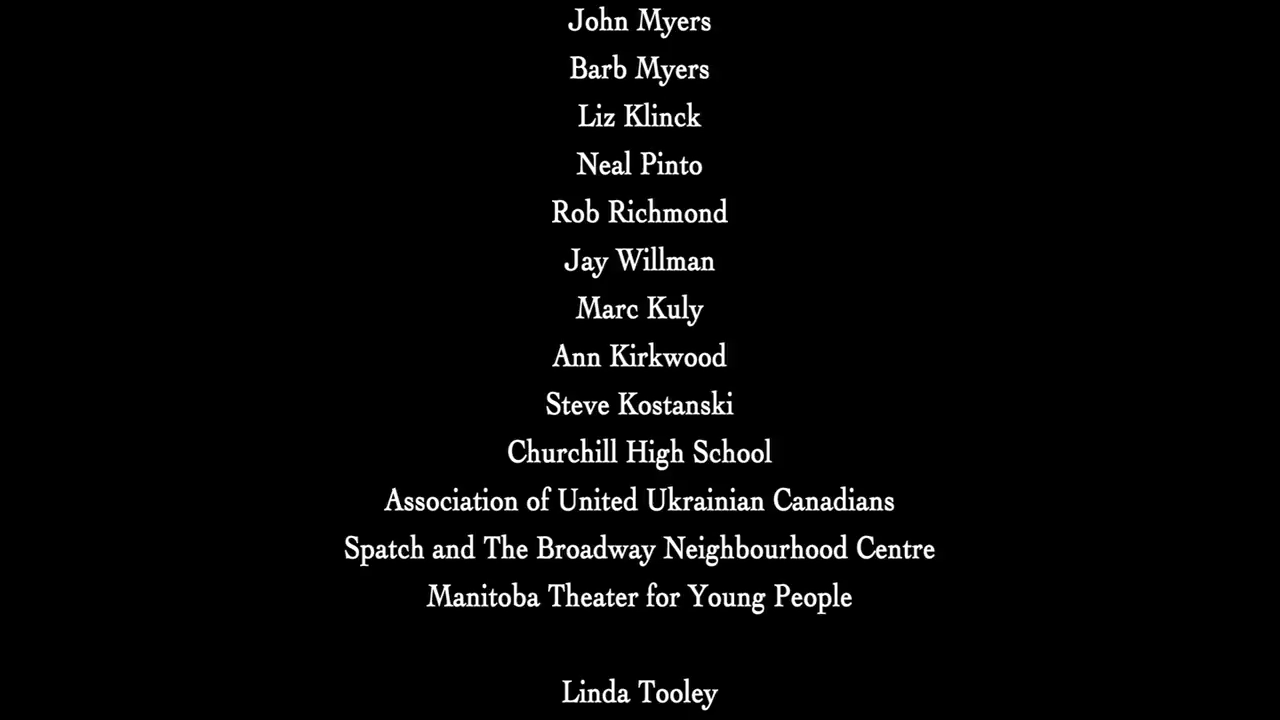 John Myers
Barb Myers
Liz Klinck
Neal Pinto
Rob Richmond
Jay Willman
Marc Kuly
Ann Kirkwood
Steve Kostanski
Churchill High School
Association of United Ukrainian Canadians
Spatch and The Broadway Neighbourhood Centre
Manitoba Theater for Young People
Linda Tooley